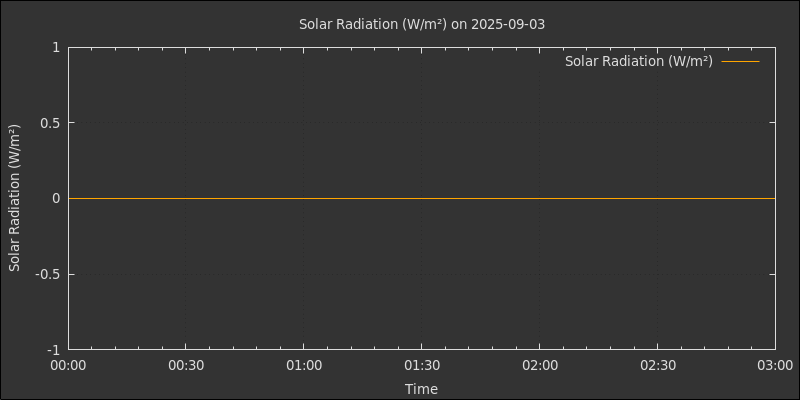 Solar Radiation (W/m²) on 2025-09-03
Solar Radiation (W/m²)
Solar Radiation (W/m²)
1
0.5
0
-0.5
-1
00:00 00:30 01:00 01:30 02:00 02:30 03:00
Time